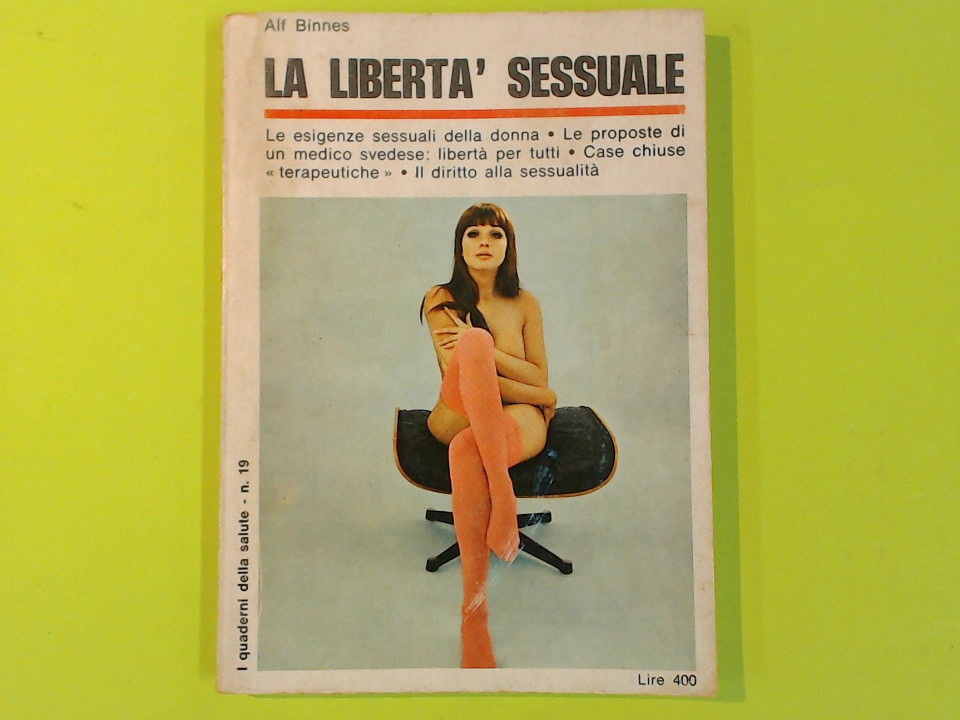 Alf Binnes
LA LIBERTA' SESSUALE
Le esigenze sessuali della donna • Le proposte di
un medico svedese: libertà per tutti • Case chiuse
« terapeutiche » • Il diritto alla sessualità
I quaderni della salute - n. 19
Lire 400